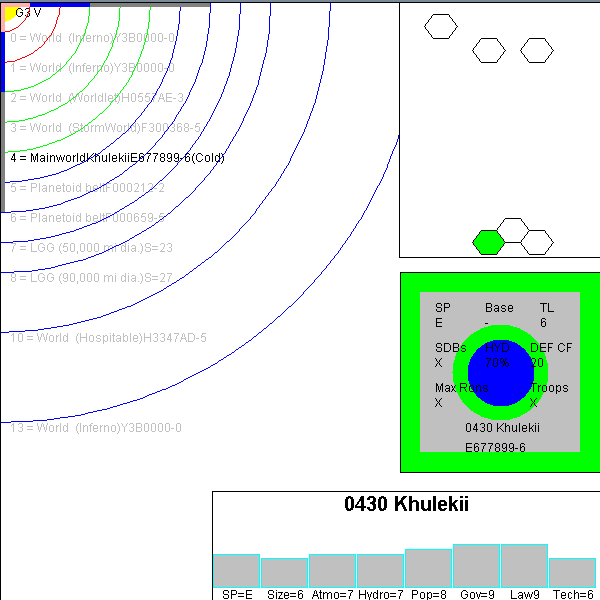 G3 V
0 = World (Inferno)Y3B0000-0
1 = World (Inferno)Y3B0000-0
2 = World (Worldlet)H0557AE-3
3 = World (StormWorld)F300368-5
4 = MainworldKhulekiiE677899-6(Cold)
5 = Planetoid beltF000212-2
6 = Planetoid beltF000659-5
7 = LGG (50,000 mi dia.)S=23
8 = LGG (90,000 mi dia.)S=27
10 = World (Hospitable)H3347AD-5
13 = World (Inferno)Y3B0000-0
SP Base TL
E - 6
SDBs HYD DEF CF
X 70% 20
Max Troops
X X
0430 Khulekii
E677899-6
0430 Khulekii
SP=E Size=6 Atmo=7 Hydro=7 Pop=8 Gov=9 Law9 Tech=6